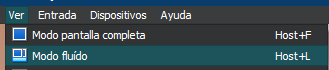 Ver Entrada Dispositivos Ayuda
Modo pantalla completa Host+F
Modo fluído Host+L